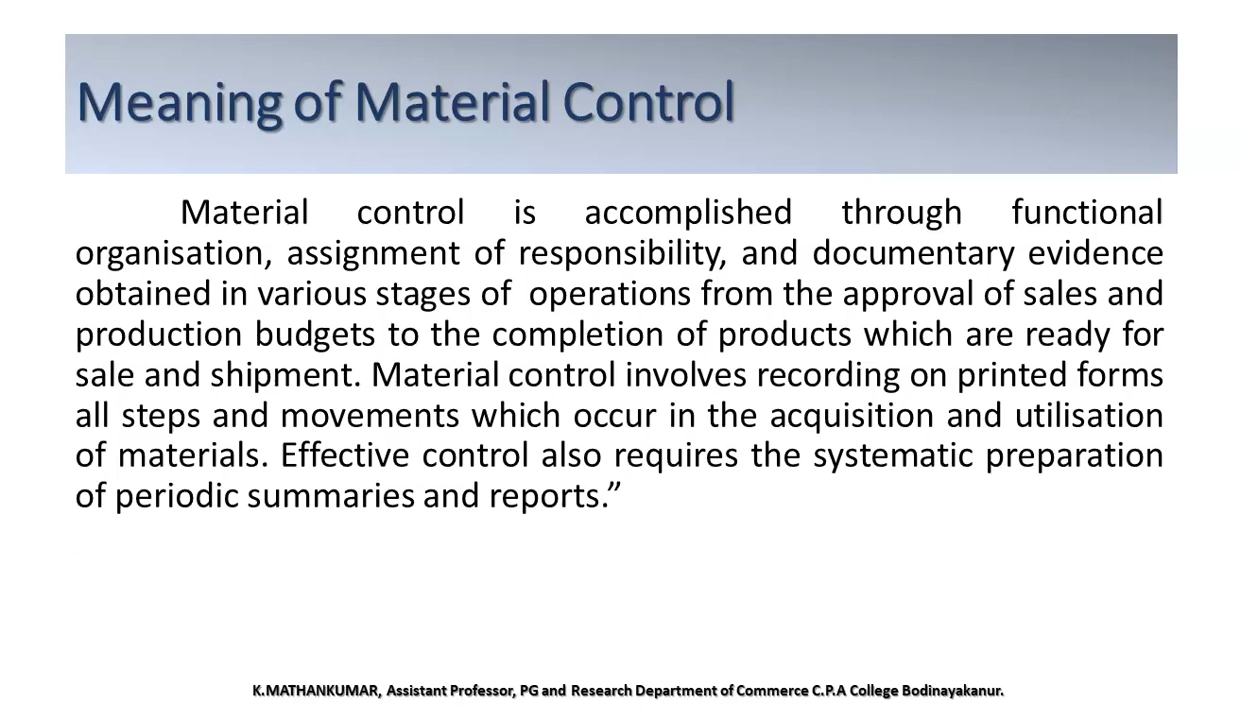 Meaning of Material Control
Material control is accomplished through functional
organisation, assignment of responsibility, and documentary evidence
obtained in various stages of operations from the approval of sales and
production budgets to the completion of products which are ready for
sale and shipment. Material control involves recording on printed forms
all steps and movements which occur in the acquisition and utilisation
of materials. Effective control also requires the systematic preparation
of periodic summaries and reports.”
K.MATHANKUMAR, Assistant Professor, PG and Research Department of Commerce C.P.A College Bodinayakanur.